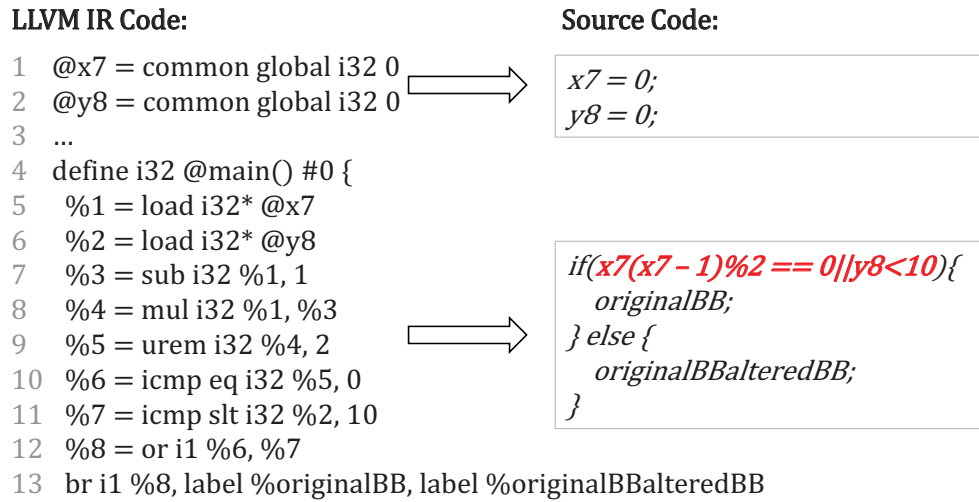 LLVM IR Code:
1 @x7 = common global i32 0
2 @y8 = common global i32 0
3 ...
4 define i32 @main() #0 {
5 %1 = load i32* @x7
6 %2 = load i32* @y8
7 %3 = sub i32 %1, 1
8 %4 = mul i32 %1, %3
9 %5 = urem i32 %4, 2
10 %6 = icmp eq i32 %5, 0
11 %7 = icmp slt i32 %2, 10
12 %8 = or i1 %6, %7
13 br i1 %8, label %originalBB, label %originalBBalteredBB
Source Code:
x7 = 0;
y8 = 0;
if(x7(x7 – 1)%2 == 0||y8<10){
originalBB;
} else {
originalBBalteredBB;
}